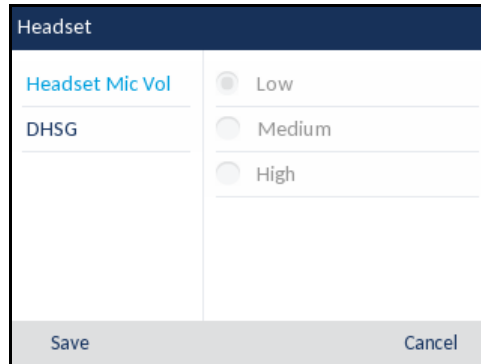 Headset
Headset Mic Vol
DHSG
Low
Medium
High
Save
Cancel